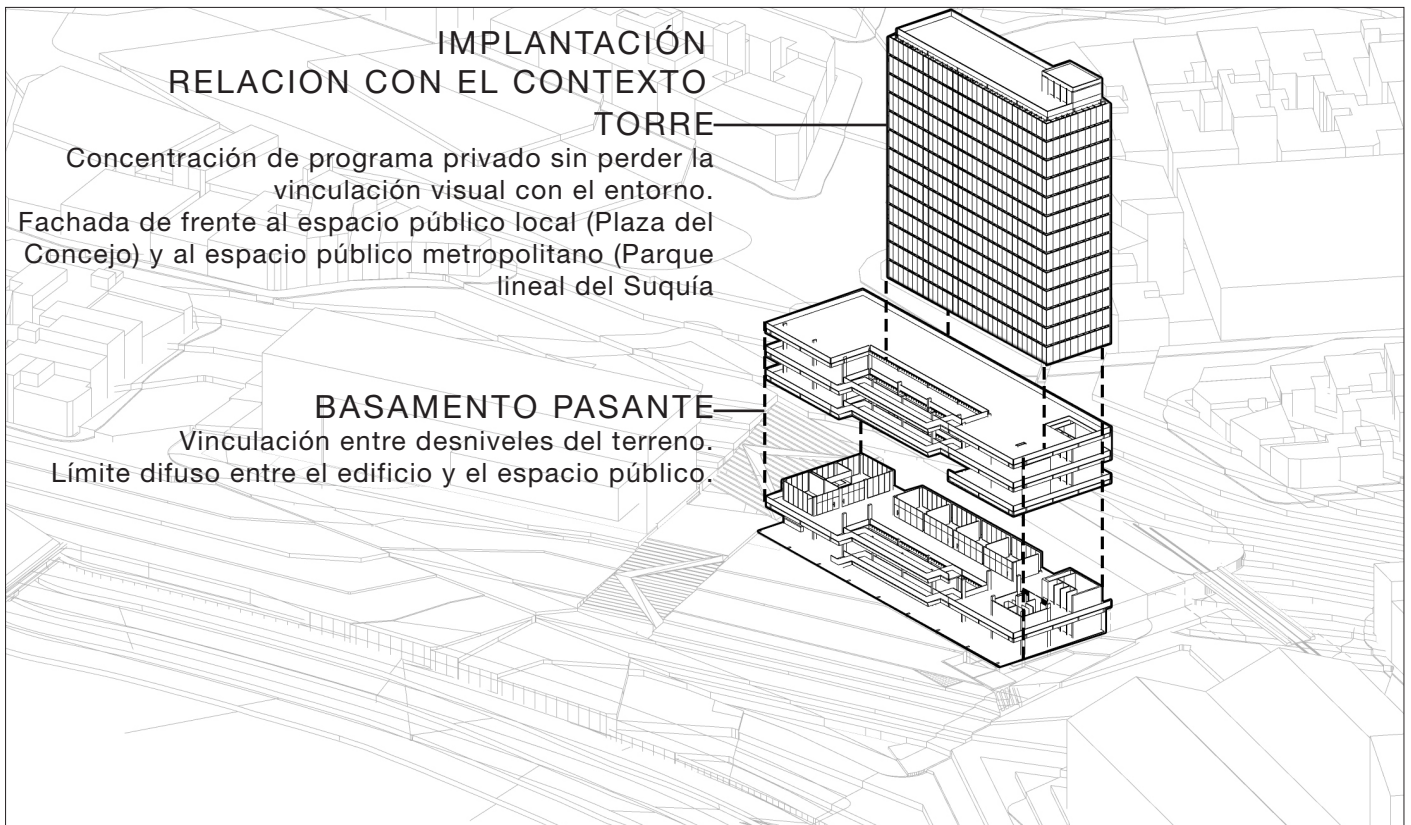 IMPLANTACIÓN
RELACION CON EL CONTEXTO
TORRE
Concentración de programa privado sin perder la
vinculación visual con el entorno.
Fachada de frente al espacio público local (Plaza del
Concejo) y al espacio público metropolitano (Parque
lineal del Suquía
BASAMENTO PASANTE
Vinculación entre desniveles del terreno.
Límite difuso entre el edificio y el espacio público.